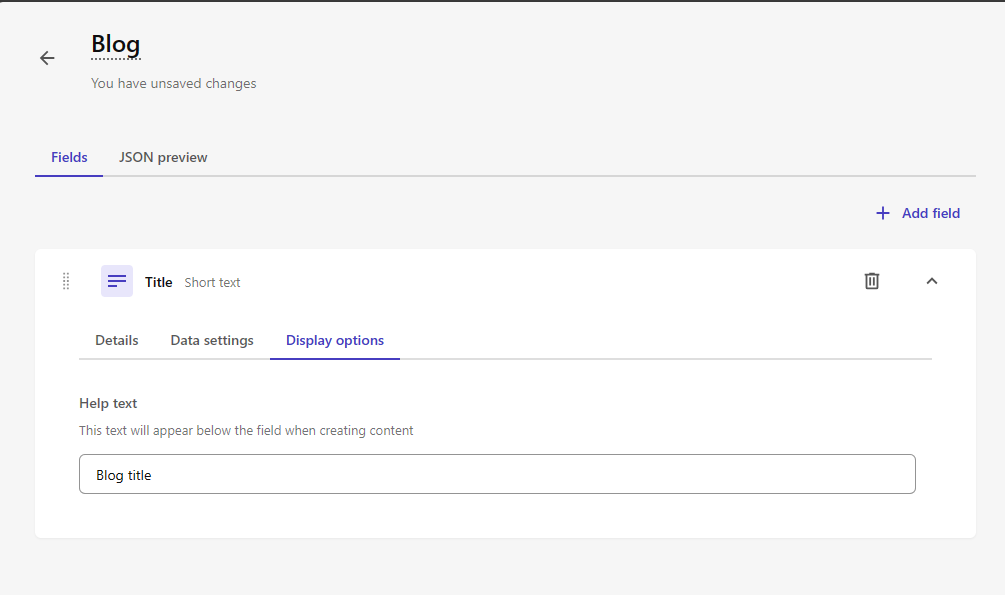 Blog
You have unsaved changes
Fields JSON preview
Add field
Title Short text
Details Data settings Display options
Help text
This text will appear below the field when creating content
Blog title